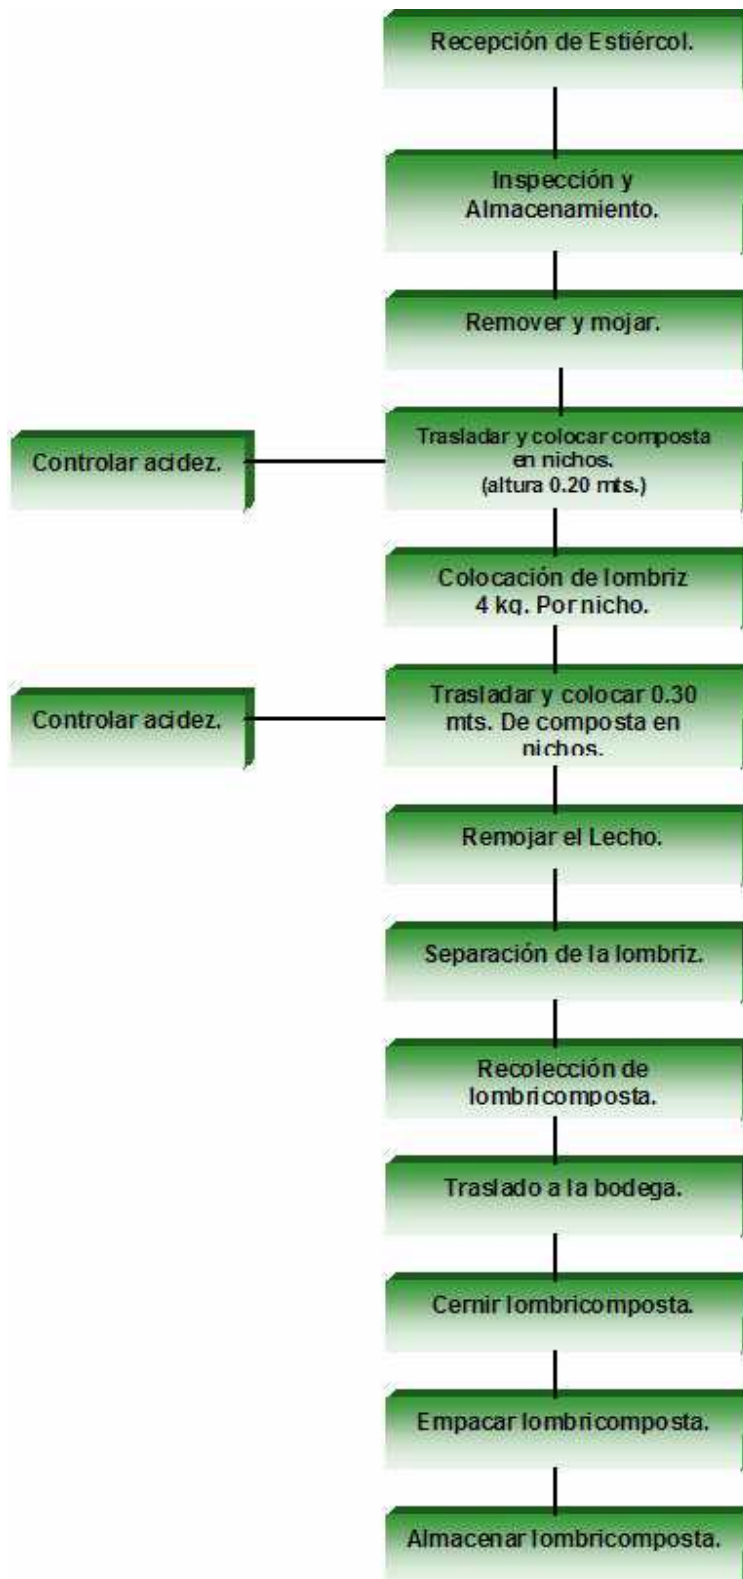 Recepción de Estiércol.
Inspección y
Almacenamiento.
Remover y mojar.
Controlar acidez.
Trasladar y colocar composta
en nichos.
(altura 0.20 mts.)
Colocación de lombriz
4 kg. Por nicho.
Controlar acidez.
Trasladar y colocar 0.30
mts. De composta en
nichos.
Remojar el Lecho.
Separación de la lombriz.
Recolección de
lombricomposta.
Traslado a la bodega.
Cernir lombricomposta.
Empacar lombricomposta.
Almacenar lombricomposta.